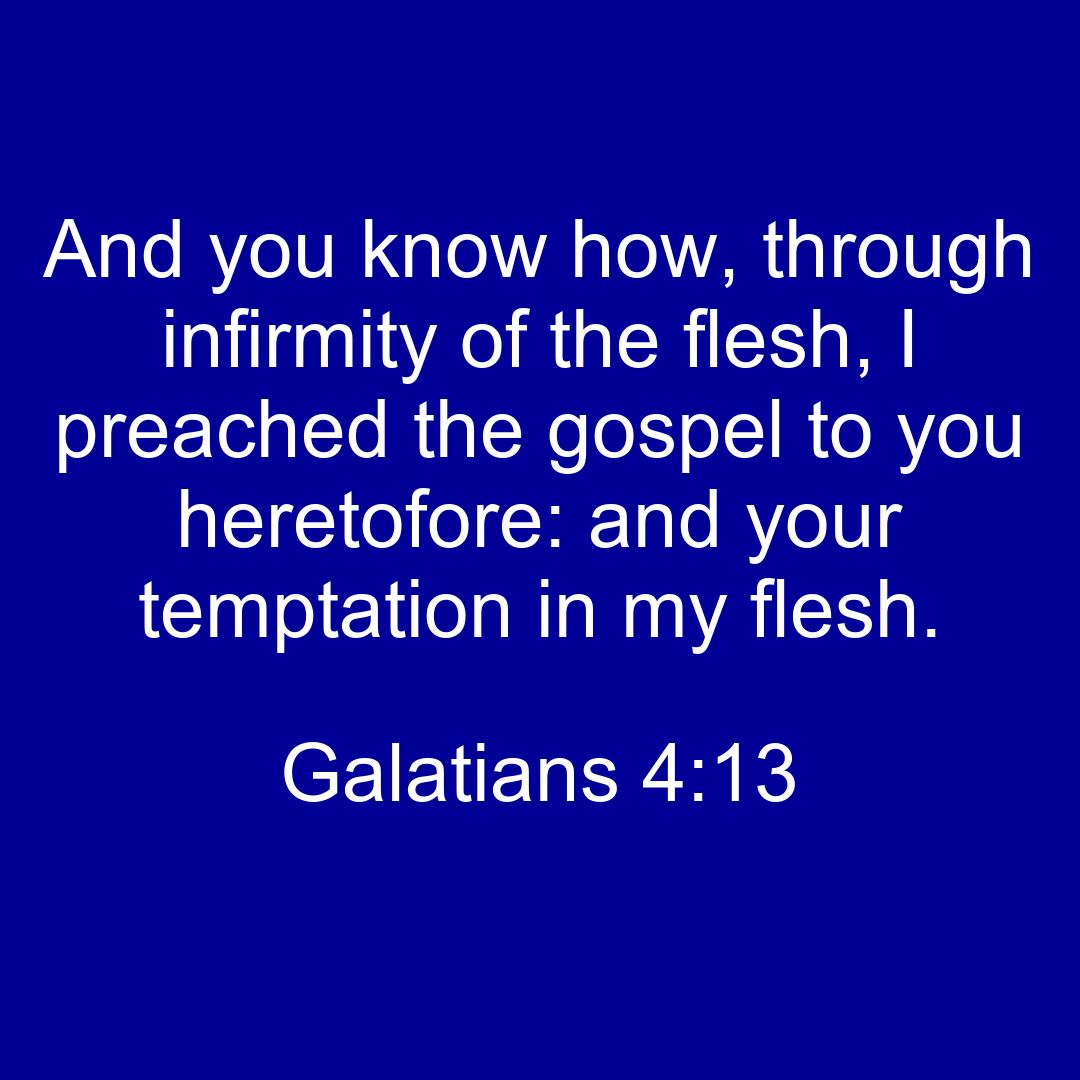 And you know how, through
infirmity of the flesh, I
preached the gospel to you
heretofore: and your
temptation in my flesh.
Galatians 4:13